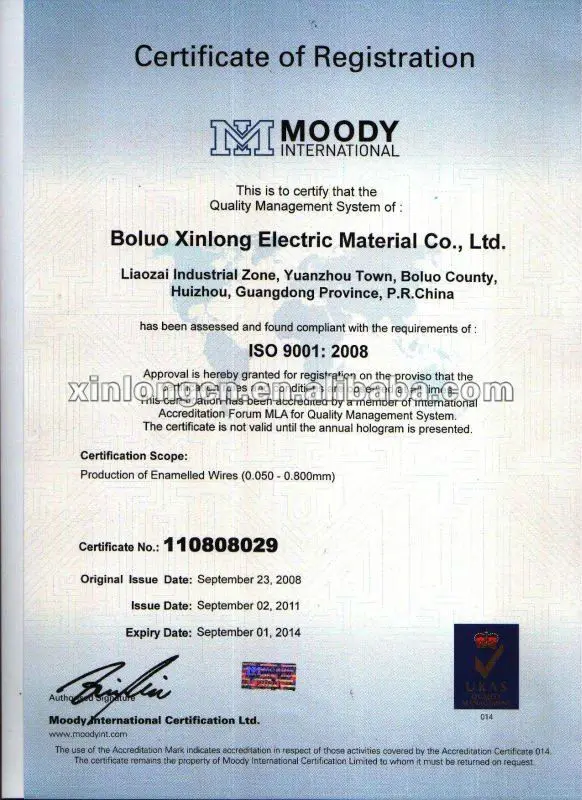 Certificate of Registration
MOODY
INTERNATIONAL
This is to certify that the
Quality Management System of :
Boluo Xinlong Electric Material Co., Ltd.
Liaozai Industrial Zone, Yuanzhou Town, Boluo County,
Huizhou, Guangdong Province, P.R.China
has been assessed and found compliant with the requirements of :
ISO 9001: 2008
Approval is hereby granted for registration on the proviso that the
xinlongcn.en.alibaba.com
This certification has been accredited by a member of International
Accreditation Forum MLA for Quality Management System.
The certificate is not valid until the annual hologram is presented.
Certification Scope:
Production of Enamelled Wires (0.050 - 0.800mm)
Certificate No.: 110808029
Original Issue Date: September 23, 2008
Issue Date: September 02, 2011
Expiry Date: September 01, 2014
Authorised Signature
Moody International Certification Ltd.
www.moodyint.com
UKAS
QUALITY
MANAGEMENT
014
The use of the Accreditation Mark indicates accreditation in respect of those activities covered by the Accreditation Certificate 014.
The certificate remains the property of Moody International Certification Limited to whom it must be returned on request.